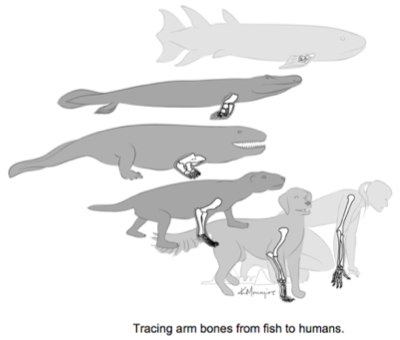 Tracing arm bones from fish to humans.